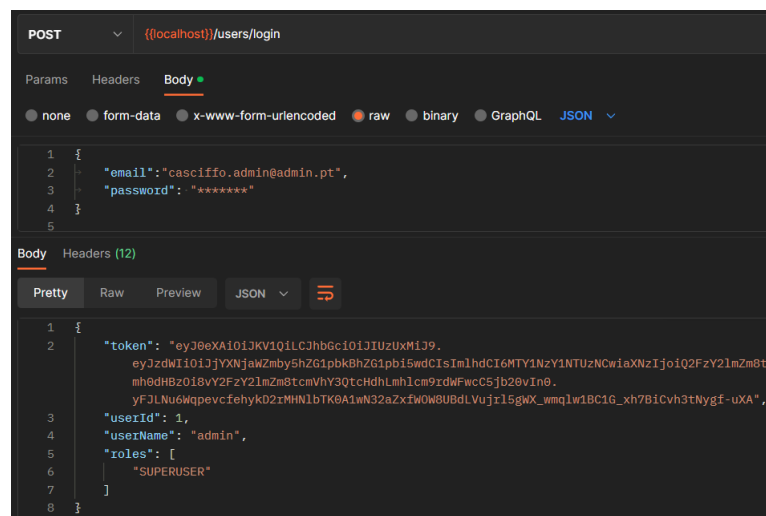 POST {{localhost}}/users/login
Params Headers Body
none form-data x-www-form-urlencoded raw binary GraphQL JSON
1 {
2 "email":"casciffo.admin@admin.pt",
3 "password": "*******"
4 }
5
Body Headers (12)
Pretty Raw Preview JSON
1 {
2 "token": "eyJ0eXAiOiJKV1QiLCJhbGciOiJIUzUxMiJ9.
eyJzdWIiOiJjYXNjaWZmby5hZG1pbkBhZG1pbi5wdCIsImlhdCI6MTY1NzY1NTUzNCwiaXNzIjoiQ2FzY2lmZm8t
mh0dHBzOi8vY2FzY2lmZm8tcmVhY3QtcHdhLmhlcm9rdWFwcC5jb20vIn0.
yFJLNu6WqpevcfehykD2rMHNlbTK0A1wN32aZxfWOW8UBdLVujrl5gWX_wmqlw1BC1G_xh7BiCvh3tNygf-uXA",
3 "userId": 1,
4 "userName": "admin",
5 "roles": [
6 "SUPERUSER"
7 ]
8 }